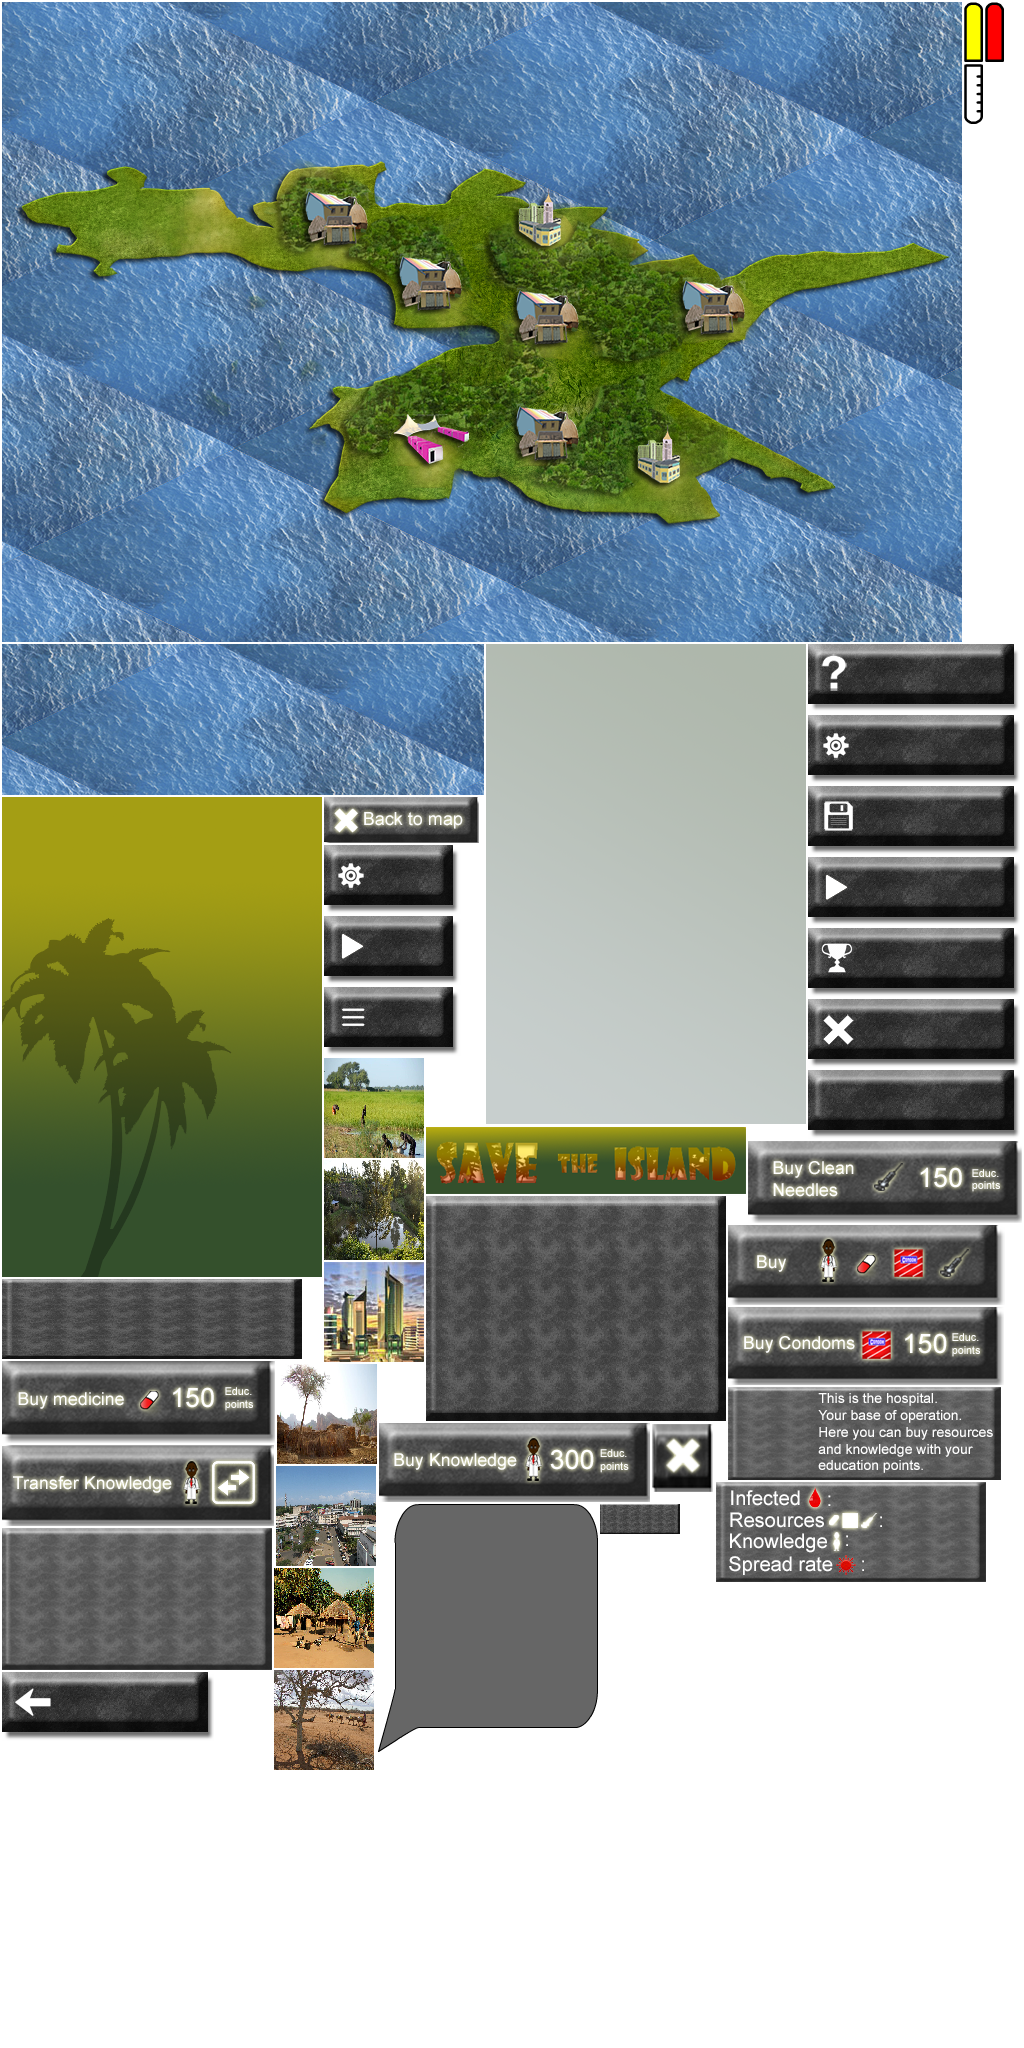 Back to map
SAVE THE ISLAND
Buy Clean
Needles
150
Educ.
points
Buy
Buy Condoms
150
Educ.
points
Buy medicine
150
Educ.
points
This is the hospital.
Your base of operation.
Here you can buy resources
and knowledge with your
education points.
Buy Knowledge
300
Educ.
points
Transfer Knowledge
Infected :
Resources :
Knowledge :
Spread rate :